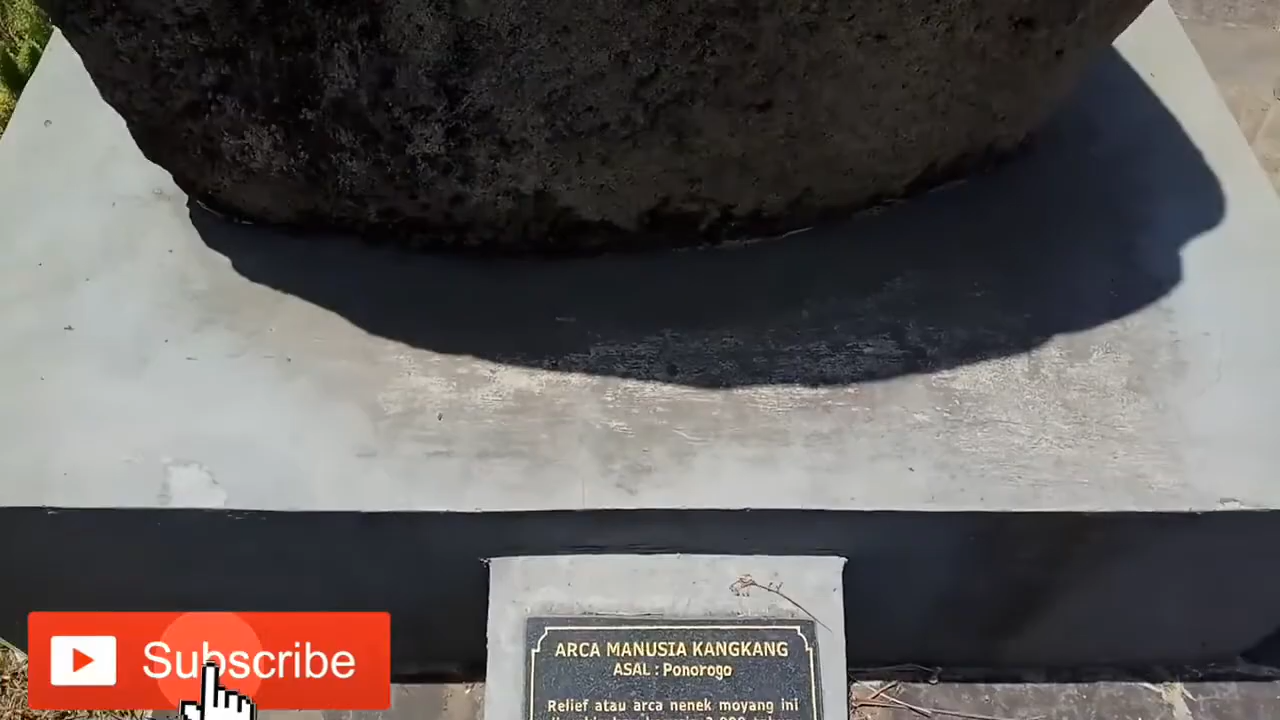 ARCA MANUSIA KANGKANG
ASAL : Ponorogo
Relief atau arca nenek moyang ini
Subscribe